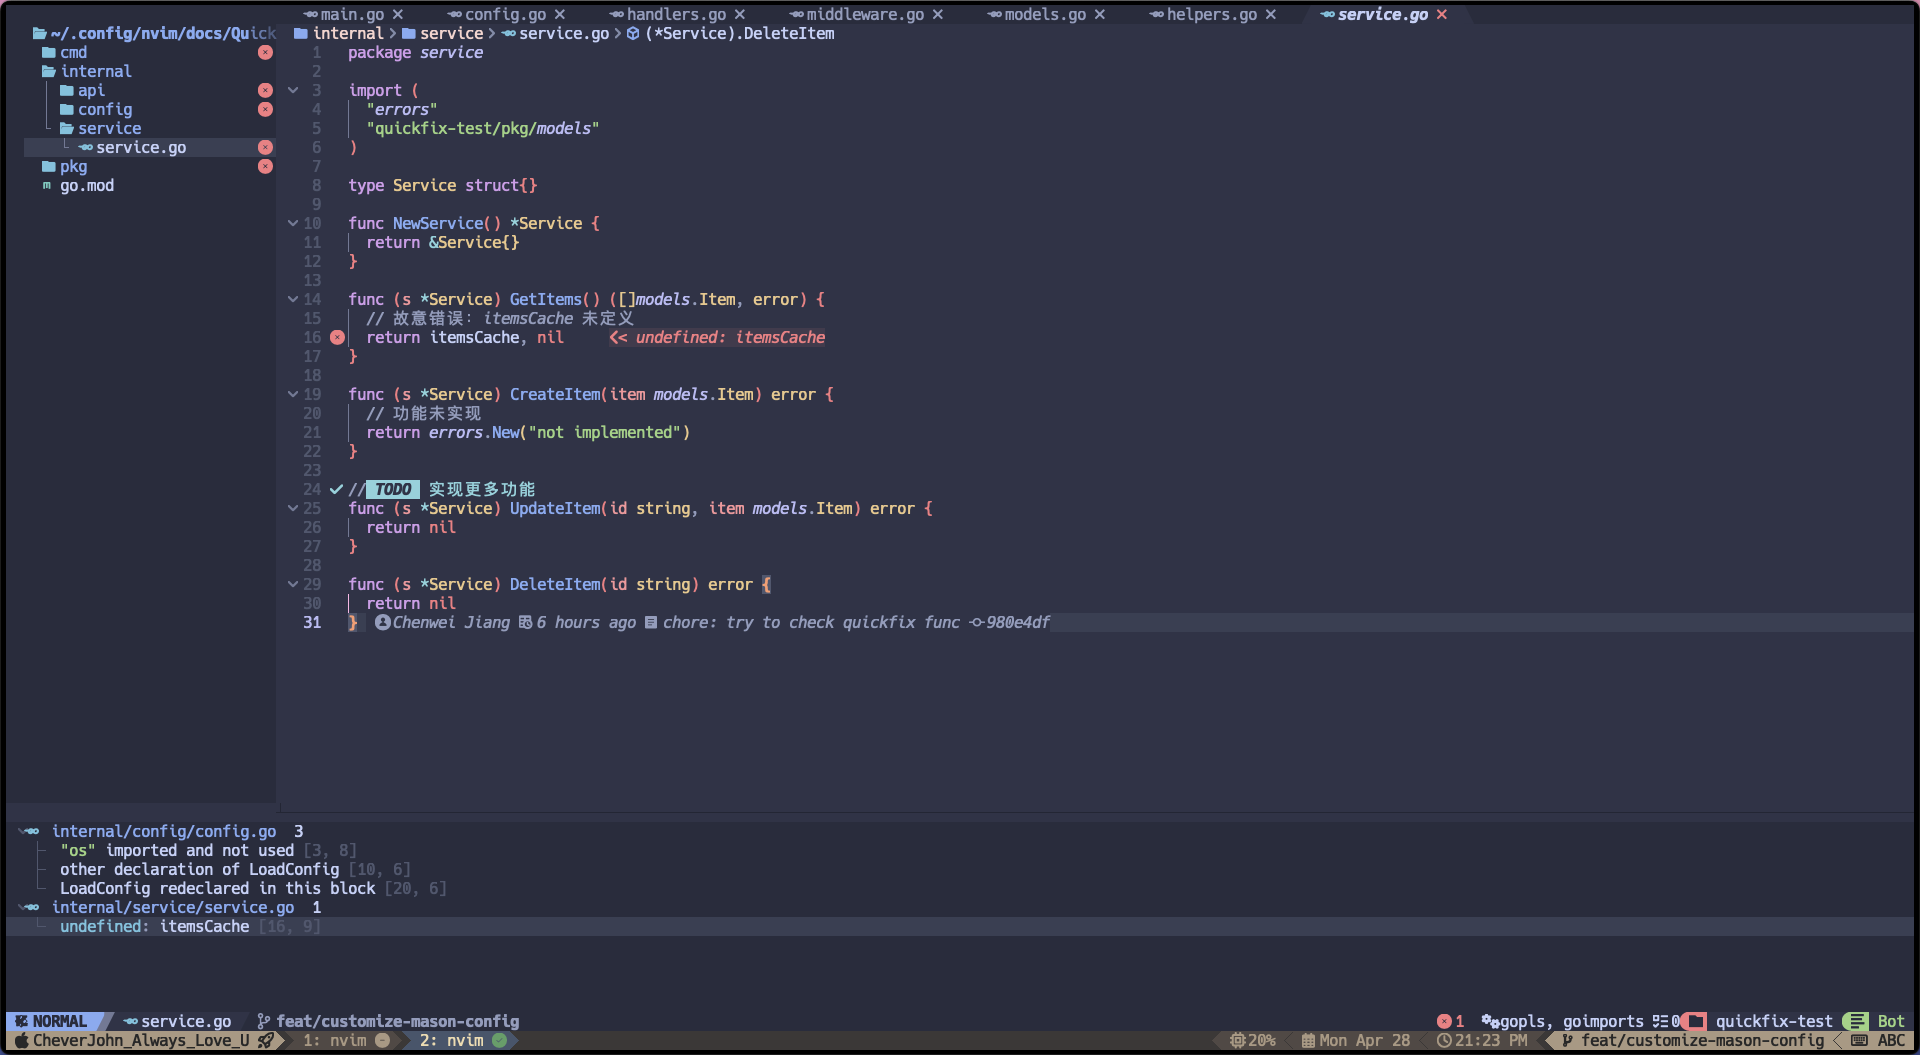 main.go config.go handlers.go middleware.go models.go helpers.go service.go
~/.config/nvim/docs/Quick
cmd
internal
api
config
service
service.go
pkg
go.mod
internal > service > service.go > (*Service).DeleteItem
1 package service
2
3 import (
4 "errors"
5 "quickfix-test/pkg/models"
6 )
7
8 type Service struct{}
9
10 func NewService() *Service {
11 return &Service{}
12 }
13
14 func (s *Service) GetItems() ([]models.Item, error) {
15 // 故意错误: itemsCache 未定义
16 return itemsCache, nil << undefined: itemsCache
17 }
18
19 func (s *Service) CreateItem(item models.Item) error {
20 // 功能未实现
21 return errors.New("not implemented")
22 }
23
24 // TODO 实现更多功能
25 func (s *Service) UpdateItem(id string, item models.Item) error {
26 return nil
27 }
28
29 func (s *Service) DeleteItem(id string) error {
30 return nil
31 } Chenwei Jiang 6 hours ago chore: try to check quickfix func 980e4df
internal/config/config.go 3
"os" imported and not used [3, 8]
other declaration of LoadConfig [10, 6]
LoadConfig redeclared in this block [20, 6]
internal/service/service.go 1
undefined: itemsCache [16, 9]
NORMAL service.go feat/customize-mason-config 1 gopls, goimports 0 quickfix-test Bot
CheverJohn_Always_Love_U 1: nvim 2: nvim 20% Mon Apr 28 21:23 PM feat/customize-mason-config ABC